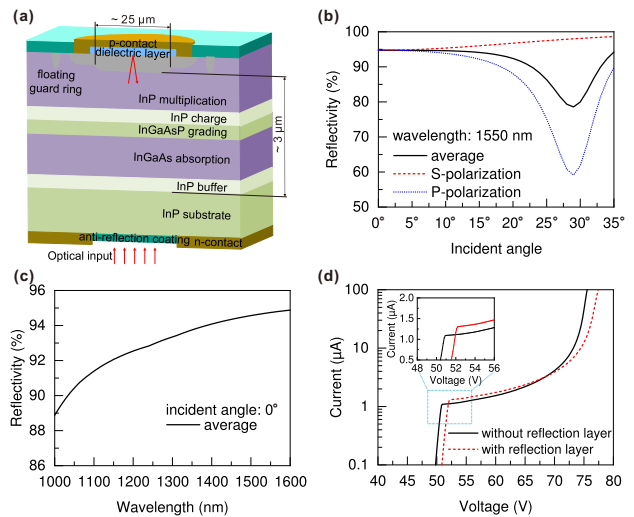 (a)
~ 25 μm
p-contact
dielectric layer
floating
guard ring
InP multiplication
InP charge
InGaAsP grading
~ 3 μm
InGaAs absorption
InP buffer
InP substrate
anti-reflection coating
n-contact
Optical input
(b)
100
90
80
70
60
50
Reflectivity (%)
wavelength: 1550 nm
average
S-polarization
P-polarization
0° 5° 10° 15° 20° 25° 30° 35°
Incident angle
(c)
96
94
92
90
88
86
Reflectivity (%)
incident angle: 0°
average
1000 1100 1200 1300 1400 1500 1600
Wavelength (nm)
(d)
100
10
1
0.1
Current (μA)
2.0
1.5
1.0
0.5
Current (μA)
48 50 52 54 56
Voltage (V)
without reflection layer
with reflection layer
40 45 50 55 60 65 70 75 80
Voltage (V)